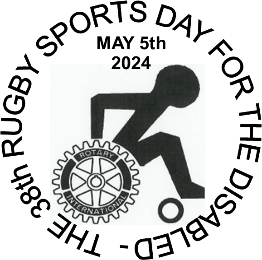 THE 38th RUGBY SPORTS DAY FOR THE DISABLED -
MAY 5th
2024
ROTARY
INTERNATIONAL